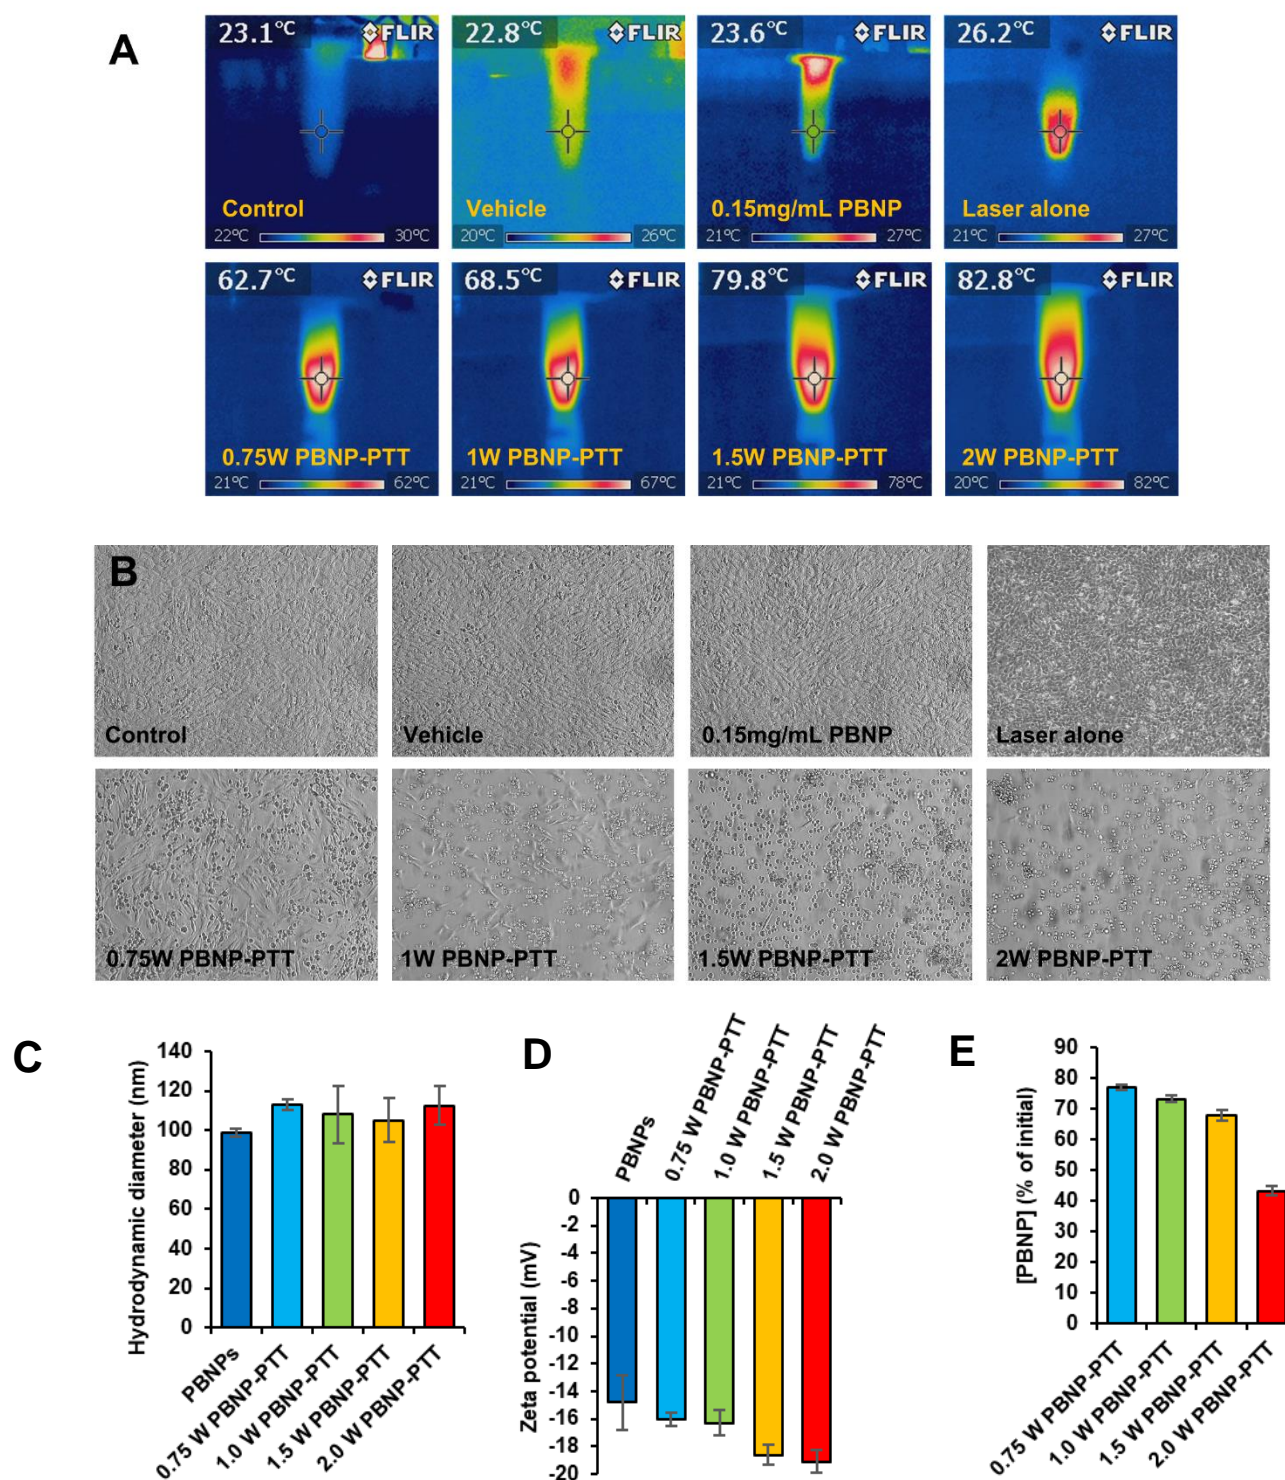 A
23.1°C FLIR
Control
22°C 30°C
22.8°C FLIR
Vehicle
20°C 26°C
23.6°C FLIR
0.15mg/mL PBNP
21°C 27°C
26.2°C FLIR
Laser alone
21°C 27°C
62.7°C FLIR
0.75W PBNP-PTT
21°C 62°C
68.5°C FLIR
1W PBNP-PTT
21°C 67°C
79.8°C FLIR
1.5W PBNP-PTT
21°C 78°C
82.8°C FLIR
2W PBNP-PTT
20°C 82°C
B
Control
Vehicle
0.15mg/mL PBNP
Laser alone
0.75W PBNP-PTT
1W PBNP-PTT
1.5W PBNP-PTT
2W PBNP-PTT
C
Hydrodynamic diameter (nm)
140
120
100
80
60
40
20
0
PBNPs
0.75 W PBNP-PTT
1.0 W PBNP-PTT
1.5 W PBNP-PTT
2.0 W PBNP-PTT
D
PBNPs
0.75 W PBNP-PTT
1.0 W PBNP-PTT
1.5 W PBNP-PTT
2.0 W PBNP-PTT
Zeta potential (mV)
0
-2
-4
-6
-8
-10
-12
-14
-16
-18
-20
E
[PBNP] (% of initial)
90
80
70
60
50
40
30
20
10
0
0.75 W PBNP-PTT
1.0 W PBNP-PTT
1.5 W PBNP-PTT
2.0 W PBNP-PTT